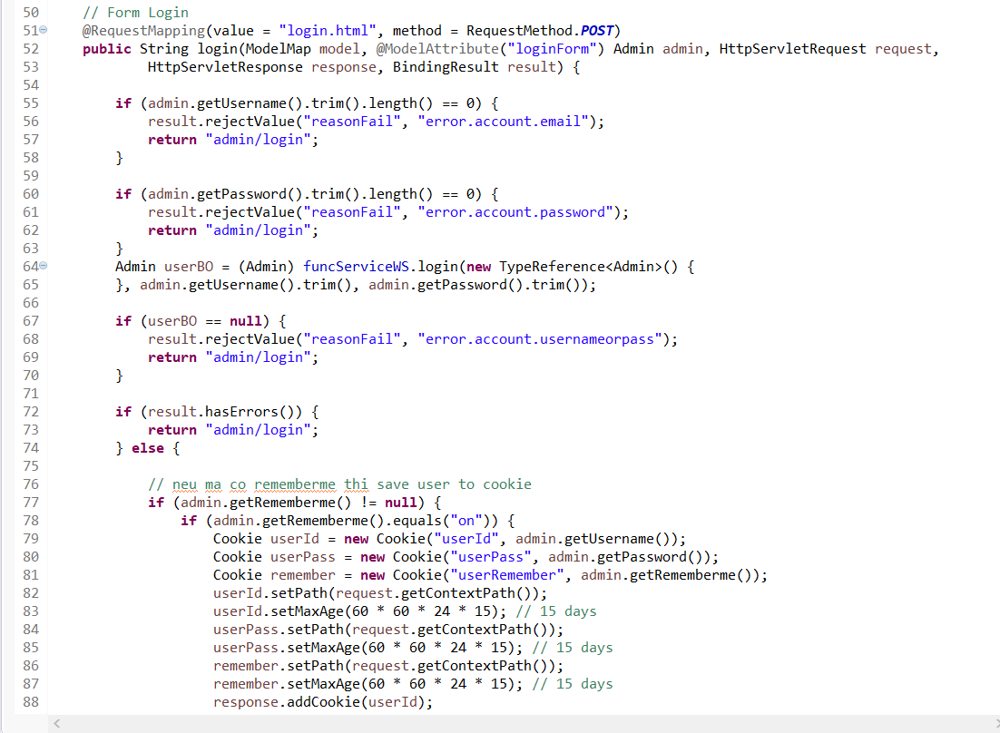 50 // Form Login
51 @RequestMapping(value = "login.html", method = RequestMethod.POST)
52 public String login(ModelMap model, @ModelAttribute("loginForm") Admin admin, HttpServletRequest request,
53 HttpServletResponse response, BindingResult result) {
54
55 if (admin.getUsername().trim().length() == 0) {
56 result.rejectValue("reasonFail", "error.account.email");
57 return "admin/login";
58 }
59
60 if (admin.getPassword().trim().length() == 0) {
61 result.rejectValue("reasonFail", "error.account.password");
62 return "admin/login";
63 }
64 Admin userBO = (Admin) funcServiceWS.login(new TypeReference<Admin>() {
65 }, admin.getUsername().trim(), admin.getPassword().trim());
66
67 if (userBO == null) {
68 result.rejectValue("reasonFail", "error.account.usernameorpass");
69 return "admin/login";
70 }
71
72 if (result.hasErrors()) {
73 return "admin/login";
74 } else {
75
76 // neu ma co rememberme thi save user to cookie
77 if (admin.getRememberme() != null) {
78 if (admin.getRememberme().equals("on")) {
79 Cookie userId = new Cookie("userId", admin.getUsername());
80 Cookie userPass = new Cookie("userPass", admin.getPassword());
81 Cookie remember = new Cookie("userRemember", admin.getRememberme());
82 userId.setPath(request.getContextPath());
83 userId.setMaxAge(60 * 60 * 24 * 15); // 15 days
84 userPass.setPath(request.getContextPath());
85 userPass.setMaxAge(60 * 60 * 24 * 15); // 15 days
86 remember.setPath(request.getContextPath());
87 remember.setMaxAge(60 * 60 * 24 * 15); // 15 days
88 response.addCookie(userId);